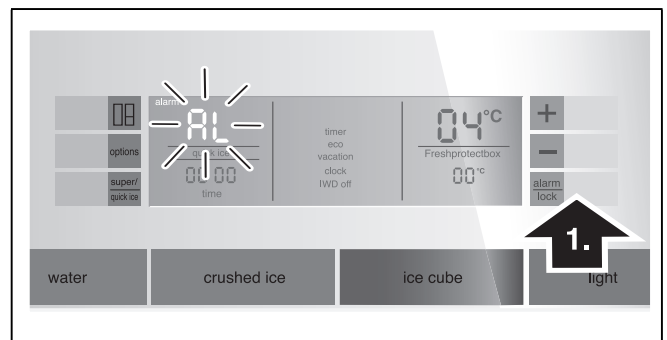 alarm
AL
quick ice
00 00
time
timer
eco
vacation
clock
IWD off
04°C
Freshprotectbox
00°C
options
super/
quick ice
+
−
alarm
lock
1.
water
crushed ice
ice cube
light